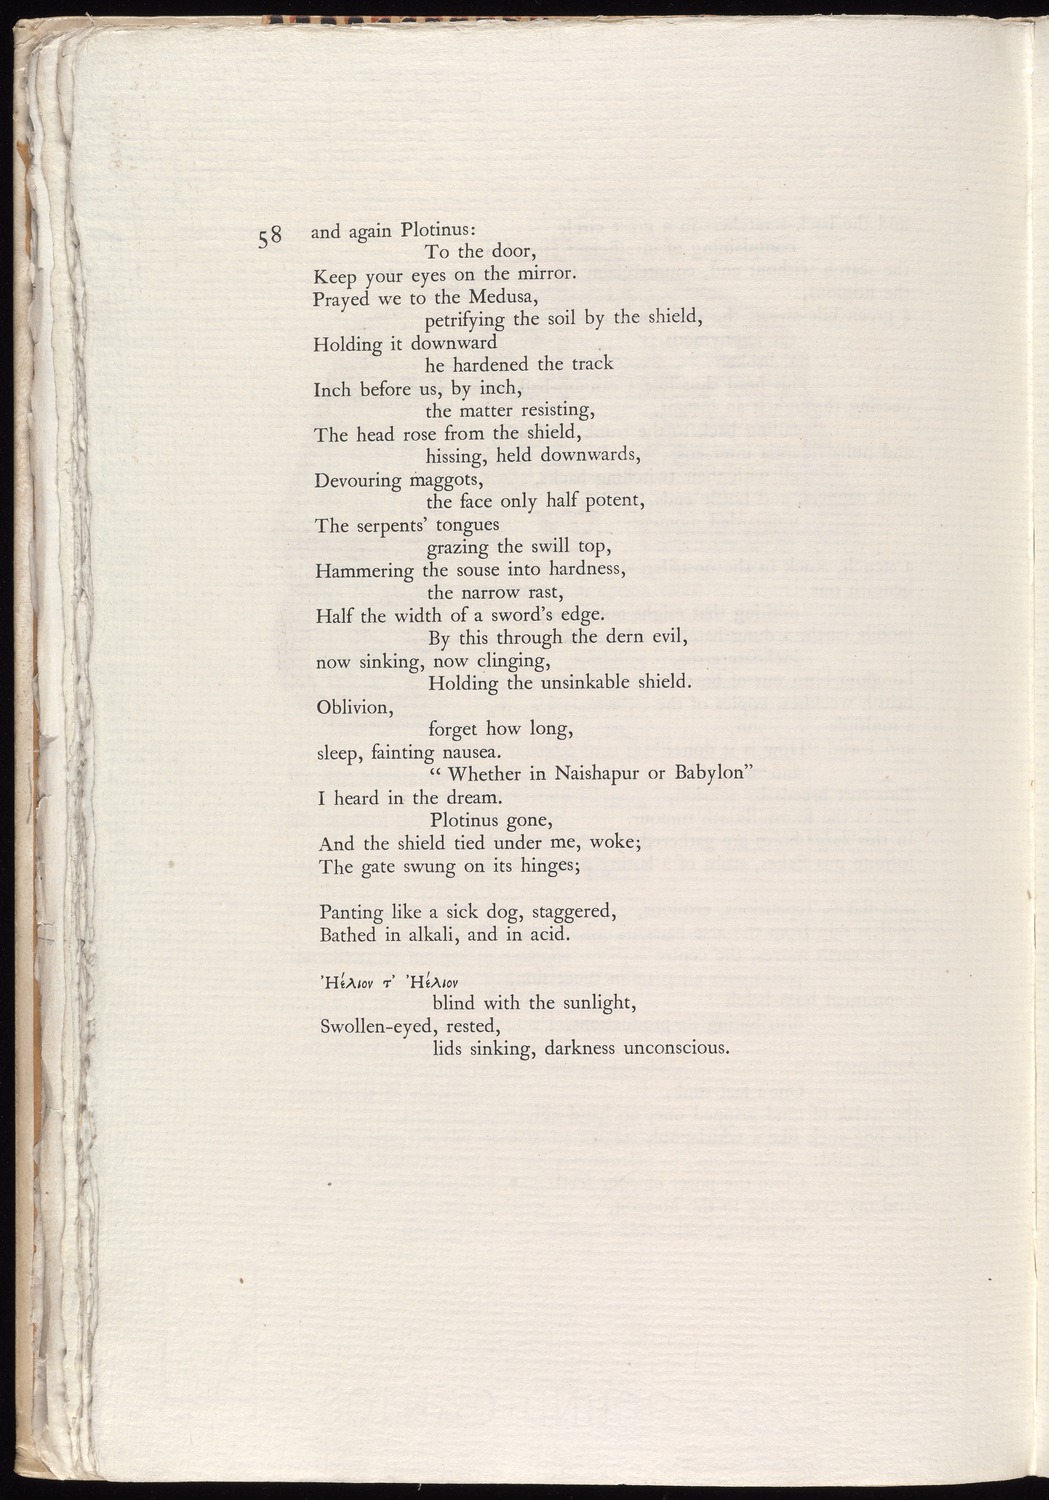 58 and again Plotinus:
To the door,
Keep your eyes on the mirror.
Prayed we to the Medusa,
petrifying the soil by the shield,
Holding it downward
he hardened the track
Inch before us, by inch,
the matter resisting,
The head rose from the shield,
hissing, held downwards,
Devouring maggots,
the face only half potent,
The serpents’ tongues
grazing the swill top,
Hammering the souse into hardness,
the narrow rast,
Half the width of a sword’s edge.
By this through the dern evil,
now sinking, now clinging,
Holding the unsinkable shield.
Oblivion,
forget how long,
sleep, fainting nausea.
“ Whether in Naishapur or Babylon”
I heard in the dream.
Plotinus gone,
And the shield tied under me, woke;
The gate swung on its hinges;
Panting like a sick dog, staggered,
Bathed in alkali, and in acid.
Ἠέλιον τ’ Ἠέλιον
blind with the sunlight,
Swollen-eyed, rested,
lids sinking, darkness unconscious.